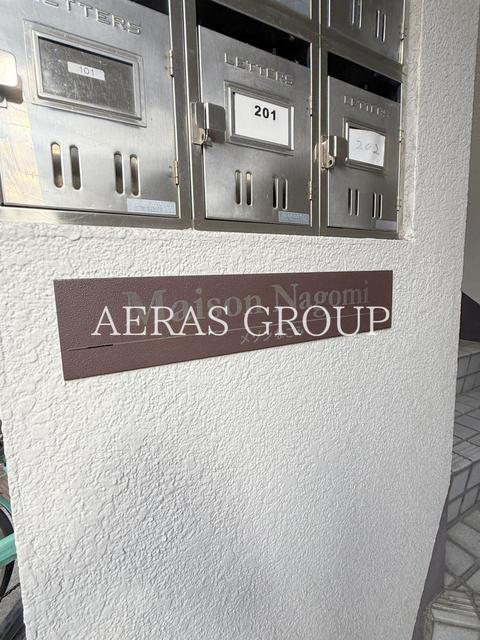 LETTERS
LETTERS
LETTERS
101
201
202
Maison Nagomi
AERAS GROUP